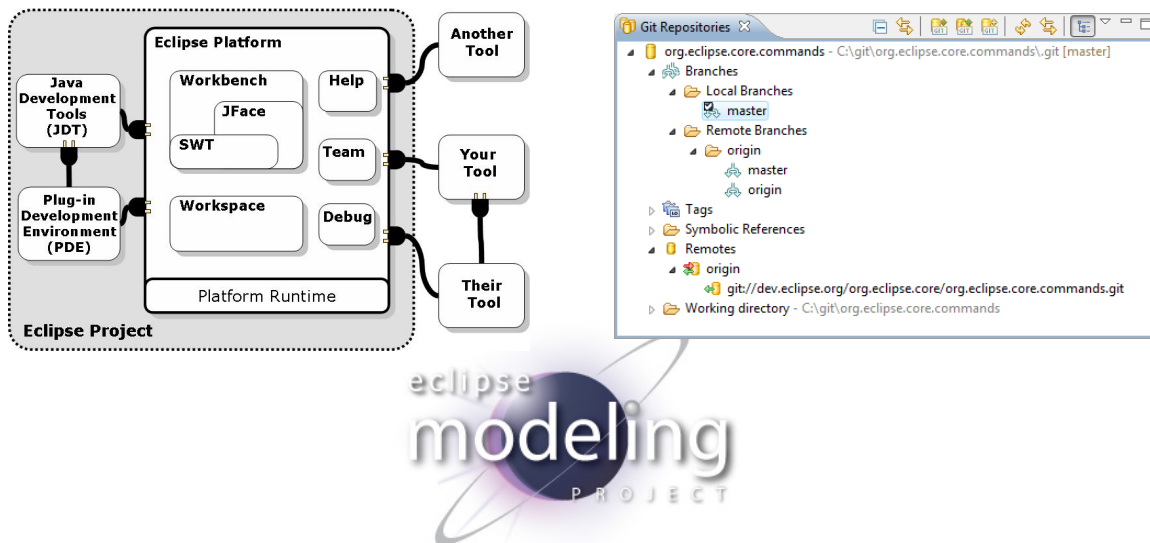 Eclipse Platform
Another
Tool
Workbench
Help
JFace
SWT
Java
Development
Tools
(JDT)
Team
Your
Tool
Plug-in
Development
Environment
(PDE)
Workspace
Debug
Their
Tool
Platform Runtime
Eclipse Project
Git Repositories
GIT GIT GIT
org.eclipse.core.commands - C:\git\org.eclipse.core.commands\.git [master]
Branches
Local Branches
master
Remote Branches
origin
master
origin
Tags
Symbolic References
Remotes
origin
git://dev.eclipse.org/org.eclipse.core/org.eclipse.core.commands.git
Working directory - C:\git\org.eclipse.core.commands
eclipse
modeling
PROJECT